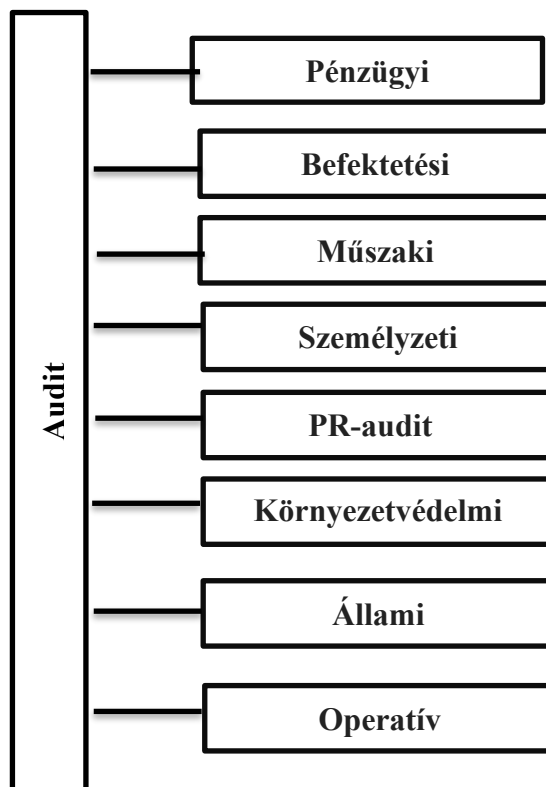 Audit
Pénzügyi
Befektetési
Műszaki
Személyzeti
PR-audit
Környezetvédelmi
Állami
Operatív